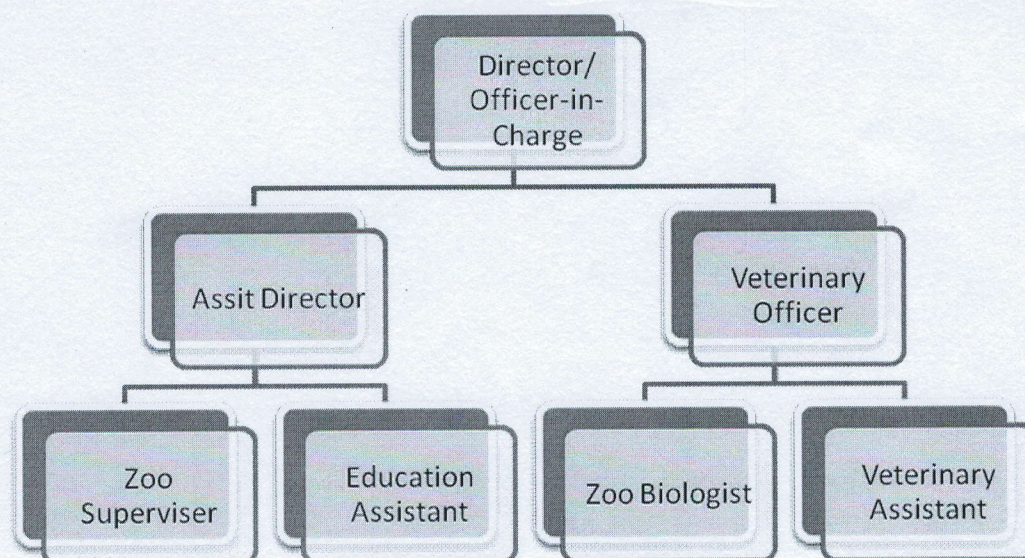 Director/
Officer-in-
Charge
Assit Director
Veterinary
Officer
Zoo
Superviser
Education
Assistant
Zoo Biologist
Veterinary
Assistant